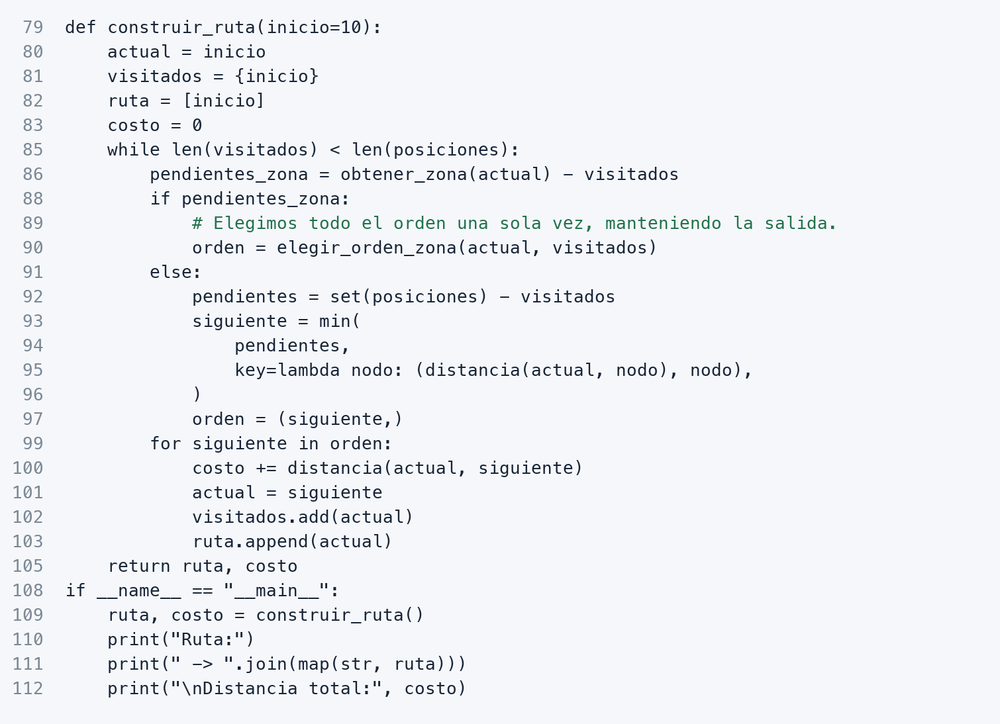 79 def construir_ruta(inicio=10):
80     actual = inicio
81     visitados = {inicio}
82     ruta = [inicio]
83     costo = 0
85     while len(visitados) < len(posiciones):
86         pendientes_zona = obtener_zona(actual) - visitados
88         if pendientes_zona:
89             # Elegimos todo el orden una sola vez, manteniendo la salida.
90             orden = elegir_orden_zona(actual, visitados)
91         else:
92             pendientes = set(posiciones) - visitados
93             siguiente = min(
94                 pendientes,
95                 key=lambda nodo: (distancia(actual, nodo), nodo),
96             )
97             orden = (siguiente,)
99         for siguiente in orden:
100             costo += distancia(actual, siguiente)
101             actual = siguiente
102             visitados.add(actual)
103             ruta.append(actual)
105     return ruta, costo
108 if __name__ == "__main__":
109     ruta, costo = construir_ruta()
110     print("Ruta:")
111     print(" -> ".join(map(str, ruta)))
112     print("\nDistancia total:", costo)